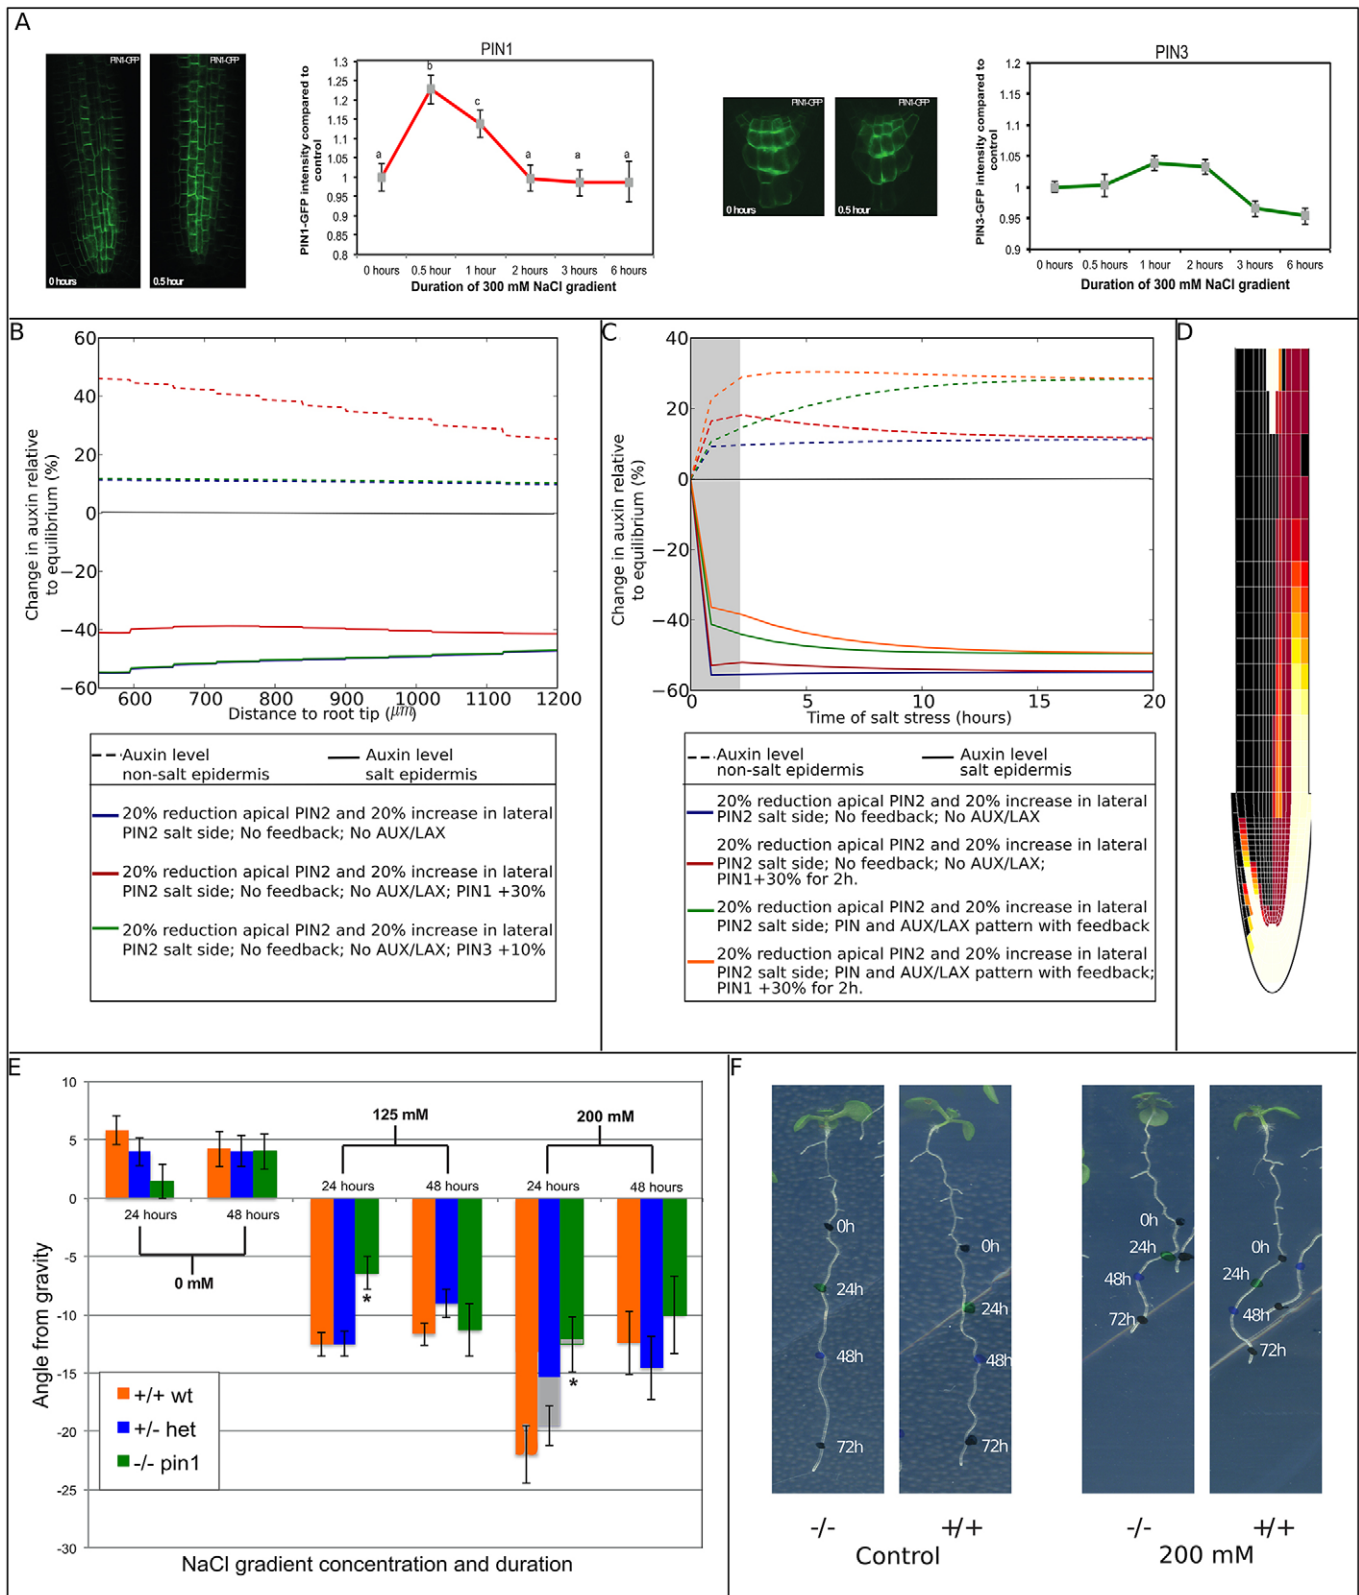 A
PIN1-GFP
0 hours
PIN1-GFP
0.5 hour
PIN1
PIN1-GFP intensity compared to
control
1.3
1.25
1.2
1.15
1.1
1.05
1
0.95
0.9
0.85
0.8
a
b
c
a
a
a
0 hours
0.5 hour
1 hour
2 hours
3 hours
6 hours
Duration of 300 mM NaCl gradient
PIN1-GFP
0 hours
PIN1-GFP
0.5 hour
PIN3
PIN3-GFP intensity compared to
control
1.2
1.15
1.1
1.05
1
0.95
0.9
0 hours
0.5 hours
1 hour
2 hours
3 hours
6 hours
Duration of 300 mM NaCl gradient
B
Change in auxin relative
to equilibrium (%)
60
40
20
0
−20
−40
−60
600
700
800
900
1000
1100
1200
Distance to root tip (μm)
Auxin level
non-salt epidermis
Auxin level
salt epidermis
20% reduction apical PIN2 and 20% increase in lateral
PIN2 salt side; No feedback; No AUX/LAX
20% reduction apical PIN2 and 20% increase in lateral
PIN2 salt side; No feedback; No AUX/LAX; PIN1 +30%
20% reduction apical PIN2 and 20% increase in lateral
PIN2 salt side; No feedback; No AUX/LAX; PIN3 +10%
C
Change in auxin relative
to equilibrium (%)
40
20
0
−20
−40
−60
0
5
10
15
20
Time of salt stress (hours)
Auxin level
non-salt epidermis
Auxin level
salt epidermis
20% reduction apical PIN2 and 20% increase in lateral
PIN2 salt side; No feedback; No AUX/LAX
20% reduction apical PIN2 and 20% increase in lateral
PIN2 salt side; No feedback; No AUX/LAX;
PIN1+30% for 2h.
20% reduction apical PIN2 and 20% increase in lateral
PIN2 salt side; PIN and AUX/LAX pattern with feedback
20% reduction apical PIN2 and 20% increase in lateral
PIN2 salt side; PIN and AUX/LAX pattern with feedback;
PIN1 +30% for 2h.
D
E
Angle from gravity
10
5
0
-5
-10
-15
-20
-25
-30
24 hours
48 hours
0 mM
125 mM
24 hours
48 hours
*
200 mM
24 hours
48 hours
*
+/+ wt
+/- het
-/- pin1
NaCl gradient concentration and duration
F
0h
24h
48h
72h
0h
24h
48h
72h
0h
24h
48h
72h
0h
24h
48h
72h
-/-
+/+
Control
-/-
+/+
200 mM